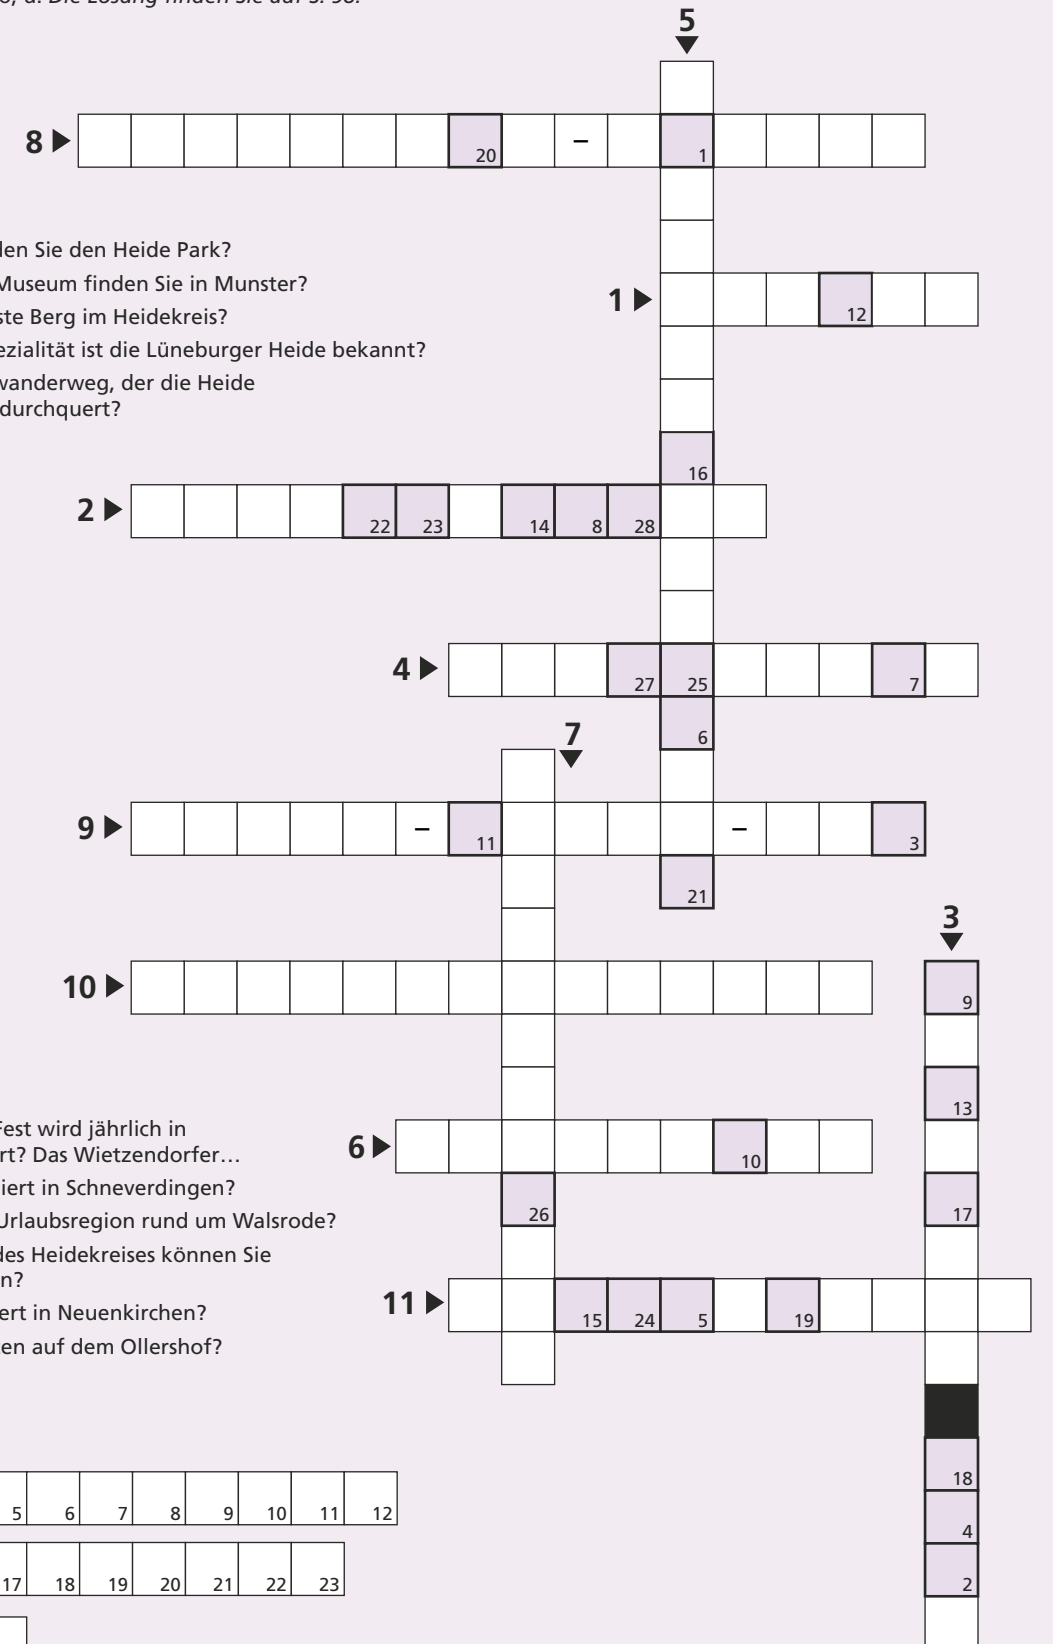 5
8 20 – 1
den Sie den Heide Park?
Museum finden Sie in Munster?
1 12
ste Berg im Heidekreis?
ezialität ist die Lüneburger Heide bekannt?
wanderweg, der die Heide
durchquert?
16
2 22 23 14 8 28
4 27 25 7
6
7
9 – 11 – 3
21
3
10 9
13
Fest wird jährlich in
rt? Das Wietzendorfer…
6 10
iert in Schneverdingen?
26 17
Urlaubsregion rund um Walsrode?
des Heidekreises können Sie
n?
11 15 24 5 19
ert in Neuenkirchen?
en auf dem Ollershof?
18
5 6 7 8 9 10 11 12
4
17 18 19 20 21 22 23
2